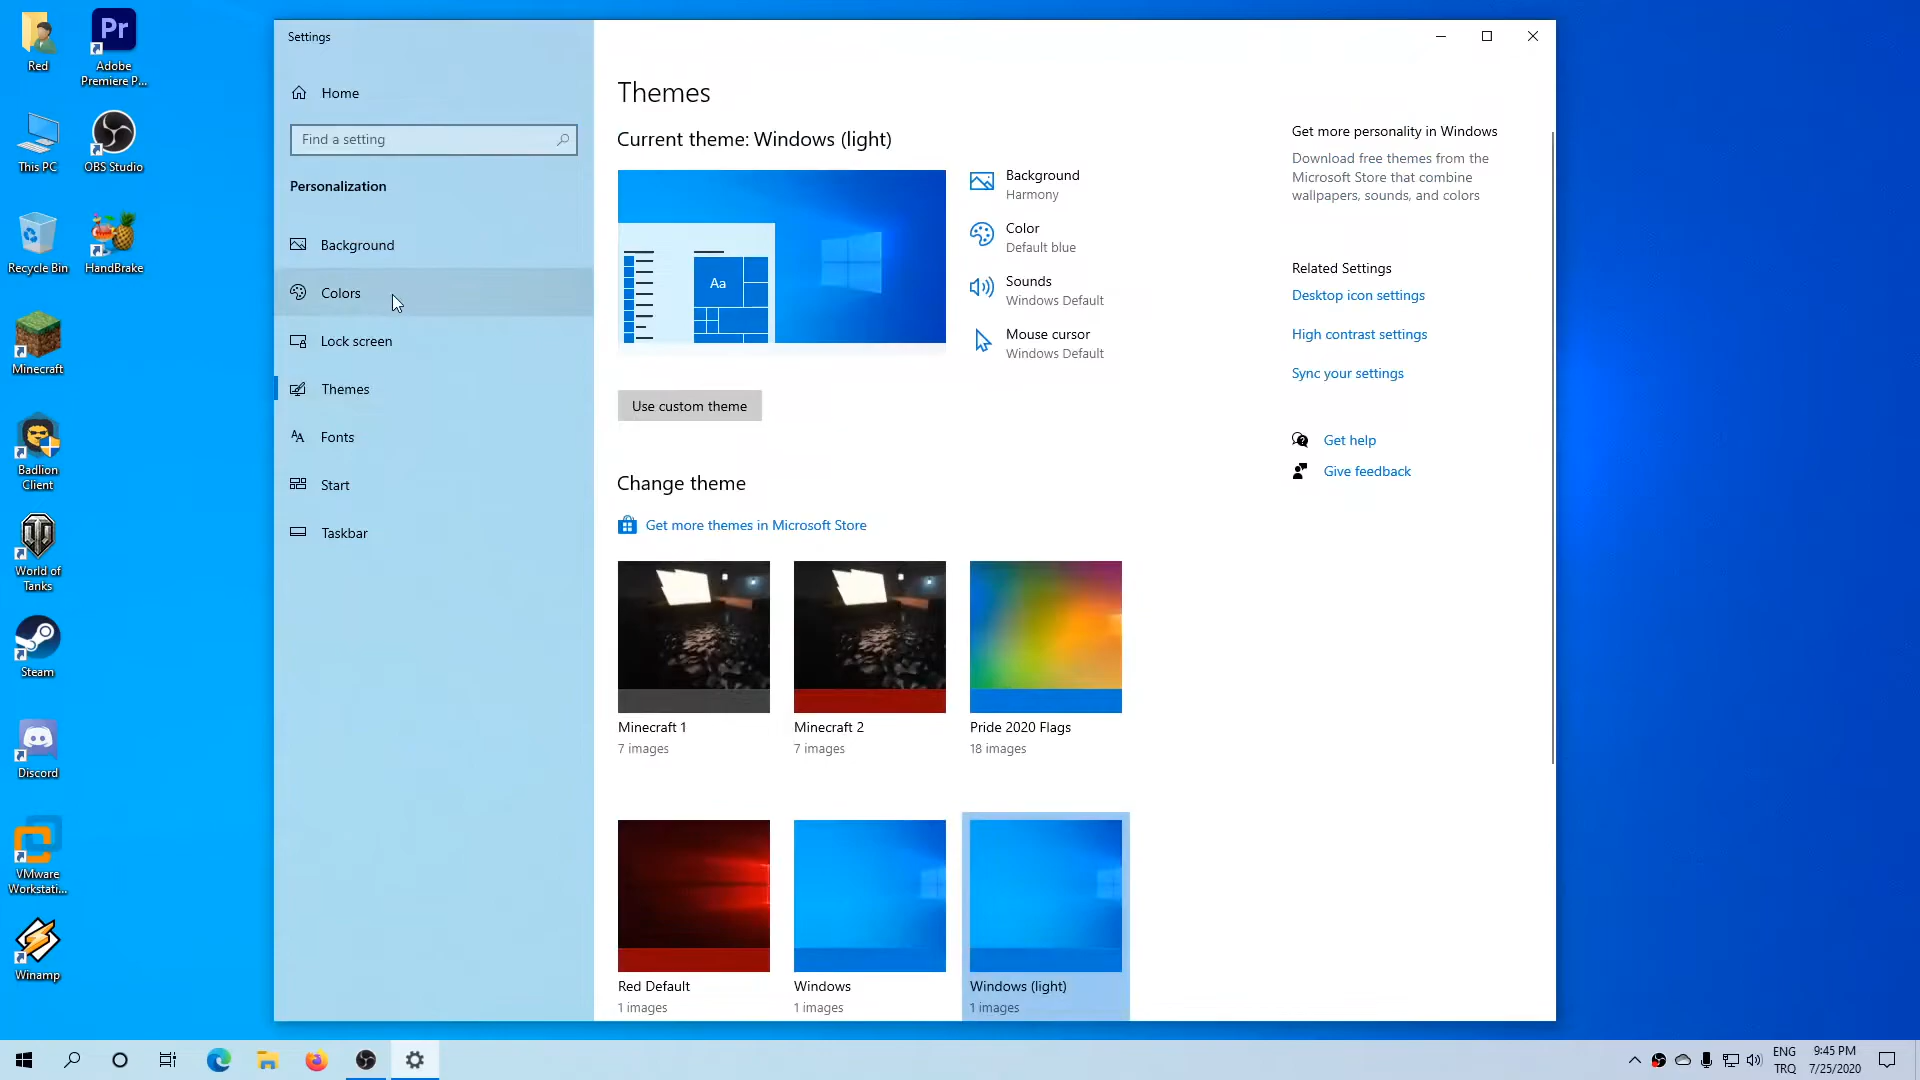 Red
Pr
Adobe
Premiere P...
This PC
OBS Studio
Recycle Bin
HandBrake
Minecraft
Badlion
Client
World of
Tanks
Steam
Discord
VMware
Workstati...
Winamp
Settings
Home
Find a setting
Personalization
Background
Colors
Lock screen
Themes
Fonts
Start
Taskbar
Themes
Current theme: Windows (light)
Aa
Background
Harmony
Color
Default blue
Sounds
Windows Default
Mouse cursor
Windows Default
Use custom theme
Change theme
Get more themes in Microsoft Store
Minecraft 1
7 images
Minecraft 2
7 images
Pride 2020 Flags
18 images
Red Default
1 images
Windows
1 images
Windows (light)
1 images
Get more personality in Windows
Download free themes from the
Microsoft Store that combine
wallpapers, sounds, and colors
Related Settings
Desktop icon settings
High contrast settings
Sync your settings
Get help
Give feedback
ENG
TRQ
9:45 PM
7/25/2020